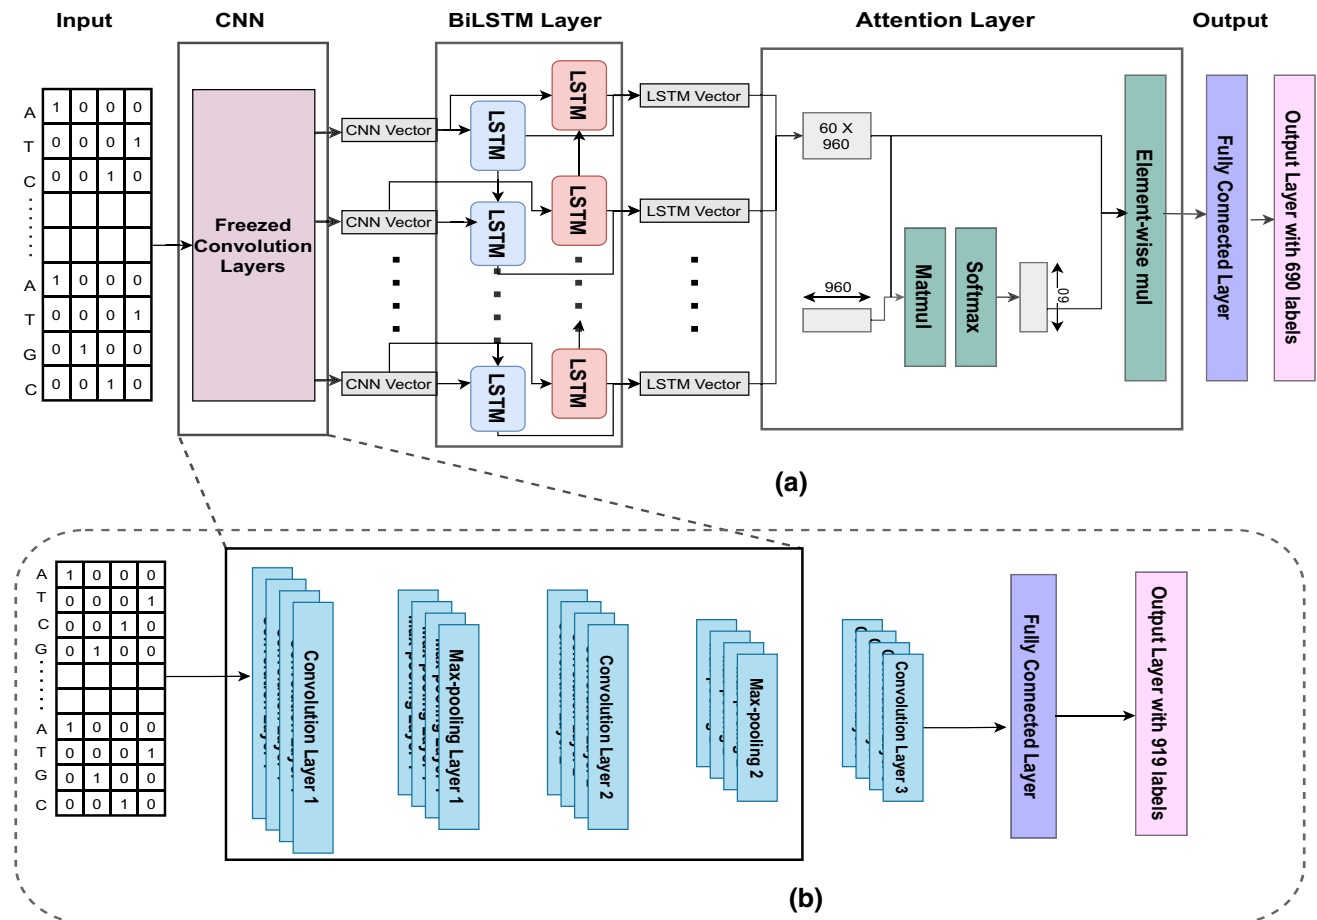 Input CNN BiLSTM Layer Attention Layer Output
A 1 0 0 0
T 0 0 0 1
C 0 0 1 0
A 1 0 0 0
T 0 0 0 1
G 0 1 0 0
C 0 0 1 0
Freezed
Convolution
Layers
CNN Vector
CNN Vector
CNN Vector
LSTM
LSTM
LSTM
LSTM
LSTM
LSTM
LSTM Vector
LSTM Vector
LSTM Vector
60 X
960
960
Matmul
Softmax
60
Element-wise mul
Fully Connected Layer
Output Layer with 690 labels
(a)
A 1 0 0 0
T 0 0 0 1
C 0 0 1 0
G 0 1 0 0
A 1 0 0 0
T 0 0 0 1
G 0 1 0 0
C 0 0 1 0
Convolution Layer 1
Max-pooling Layer 1
Convolution Layer 2
Max-pooling 2
Convolution Layer 3
Fully Connected Layer
Output Layer with 919 labels
(b)